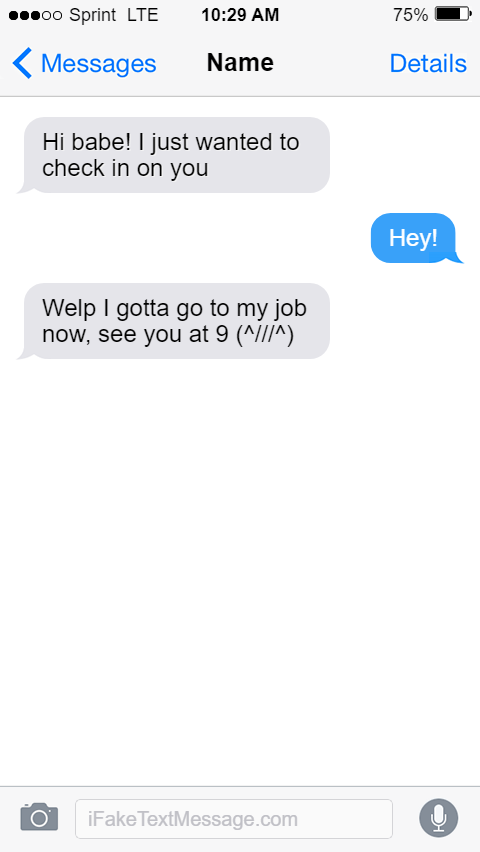 Sprint LTE 10:29 AM 75%
Messages Name Details
Hi babe! I just wanted to
check in on you
Hey!
Welp I gotta go to my job
now, see you at 9 (^///^)
iFakeTextMessage.com